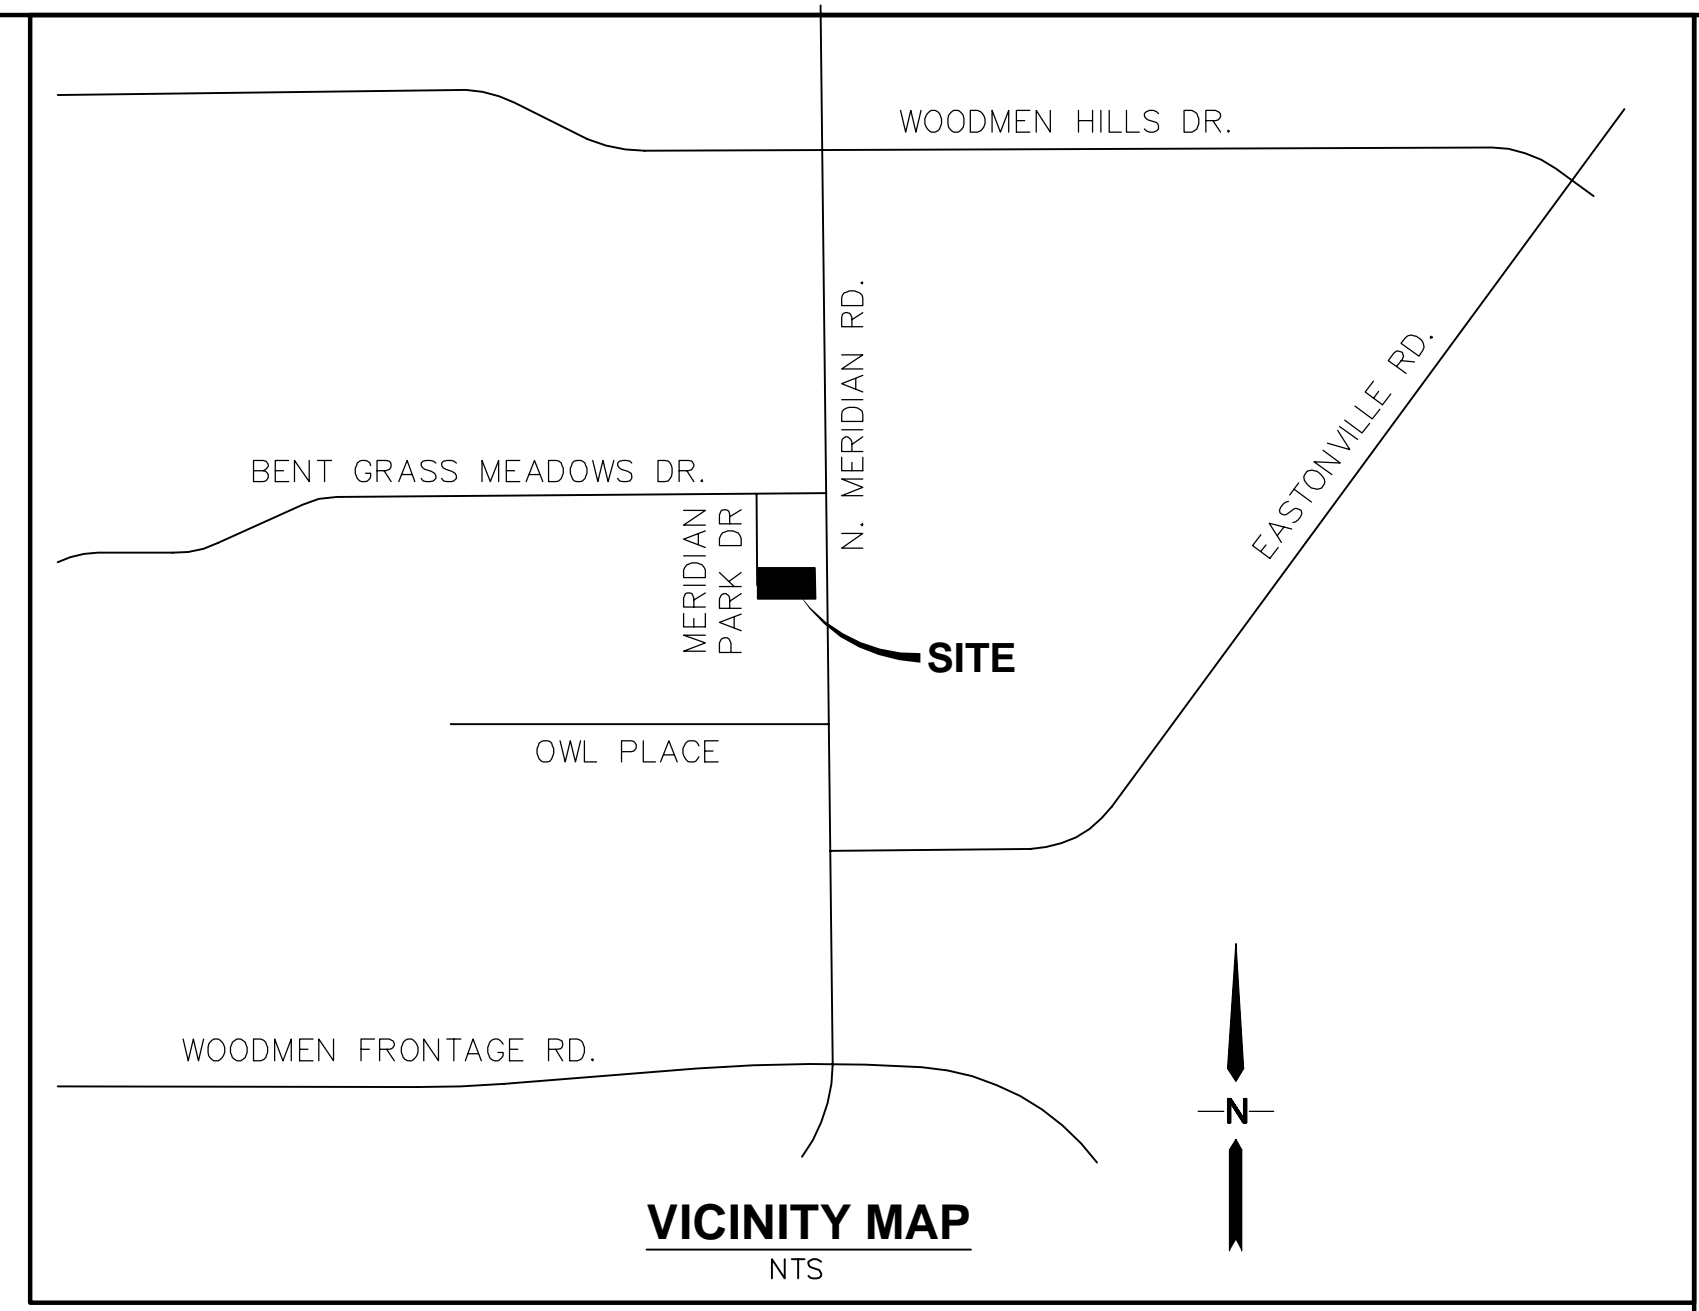 WOODMEN HILLS DR.
N. MERIDIAN RD.
EASTONVILLE RD.
BENT GRASS MEADOWS DR.
MERIDIAN
PARK DR
SITE
OWL PLACE
WOODMEN FRONTAGE RD.
N
VICINITY MAP
NTS